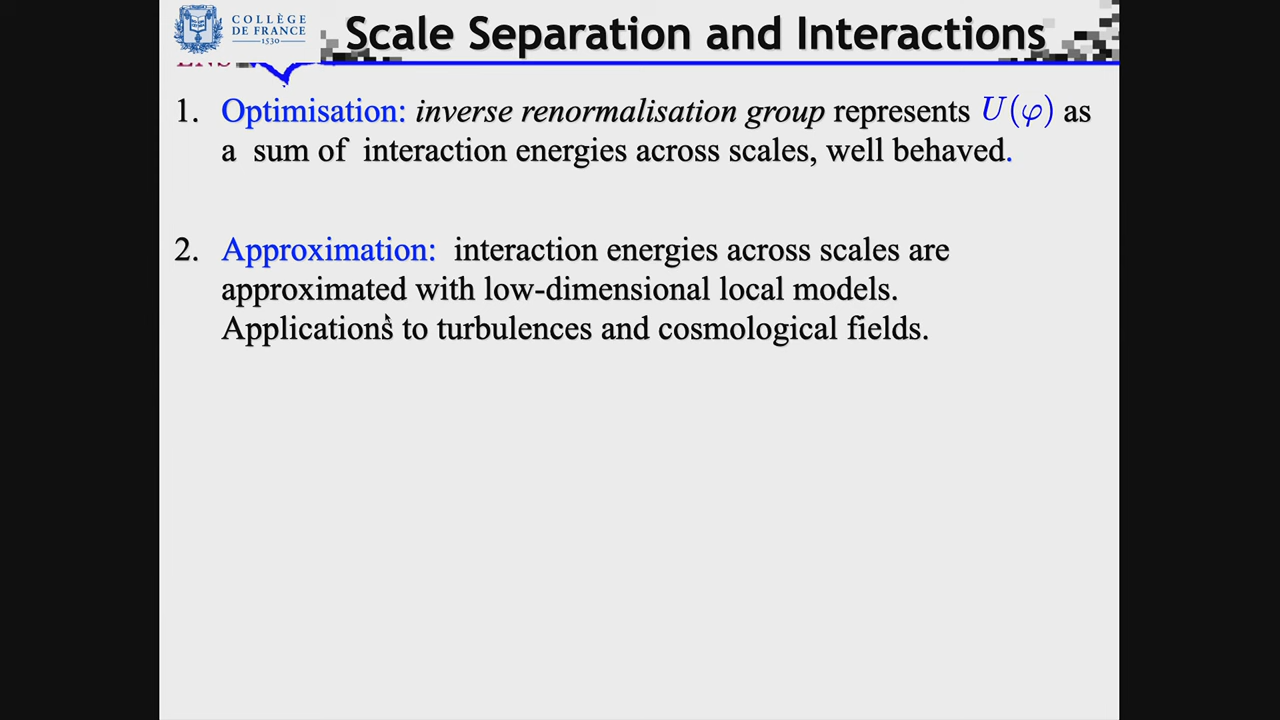 COLLÈGE
DE FRANCE
1530
Scale Separation and Interactions
ENS
1. Optimisation: inverse renormalisation group represents U(φ) as
a sum of interaction energies across scales, well behaved.
2. Approximation: interaction energies across scales are
approximated with low-dimensional local models.
Applications to turbulences and cosmological fields.